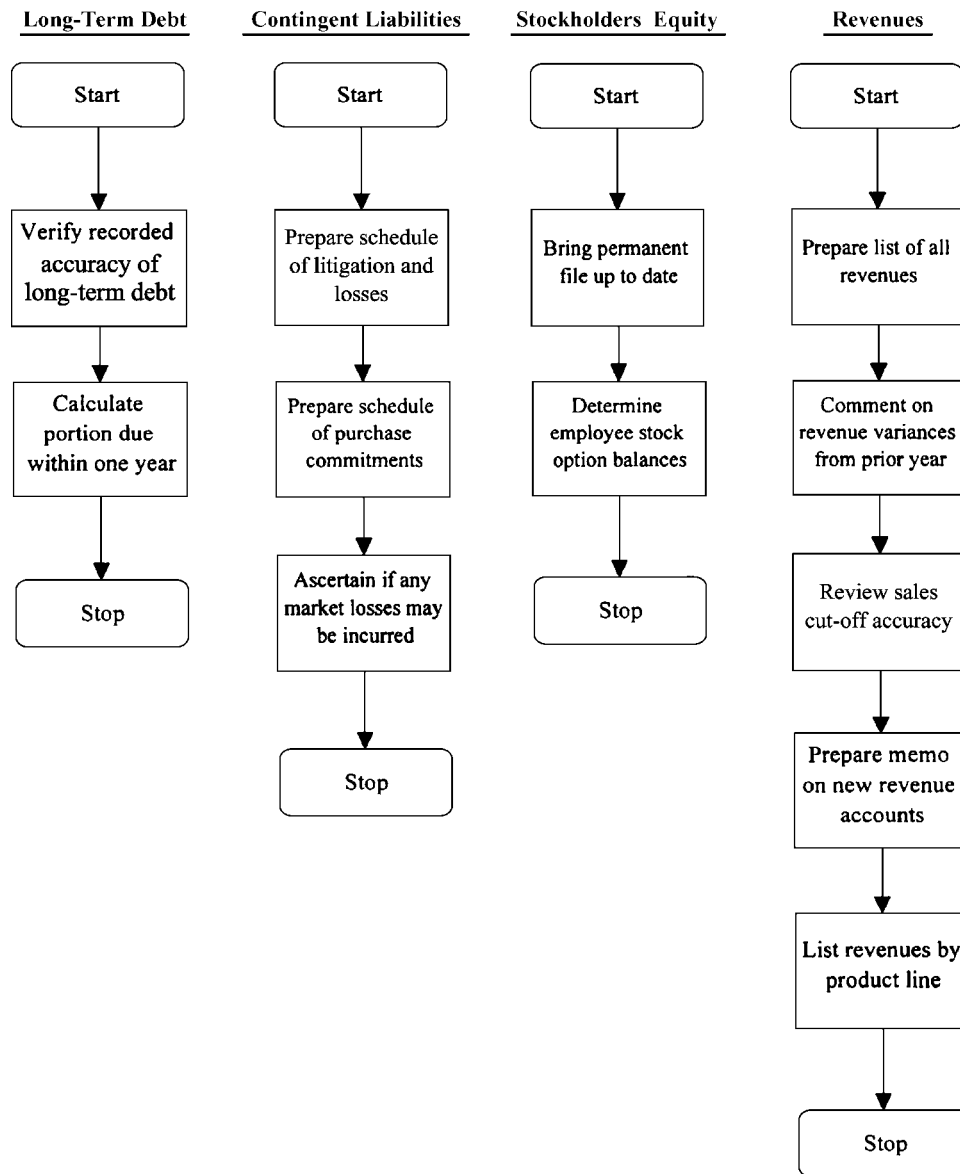 Long-Term Debt
Start
Verify recorded
accuracy of
long-term debt
Calculate
portion due
within one year
Stop
Contingent Liabilities
Start
Prepare schedule
of litigation and
losses
Prepare schedule
of purchase
commitments
Ascertain if any
market losses may
be incurred
Stop
Stockholders Equity
Start
Bring permanent
file up to date
Determine
employee stock
option balances
Stop
Revenues
Start
Prepare list of all
revenues
Comment on
revenue variances
from prior year
Review sales
cut-off accuracy
Prepare memo
on new revenue
accounts
List revenues by
product line
Stop